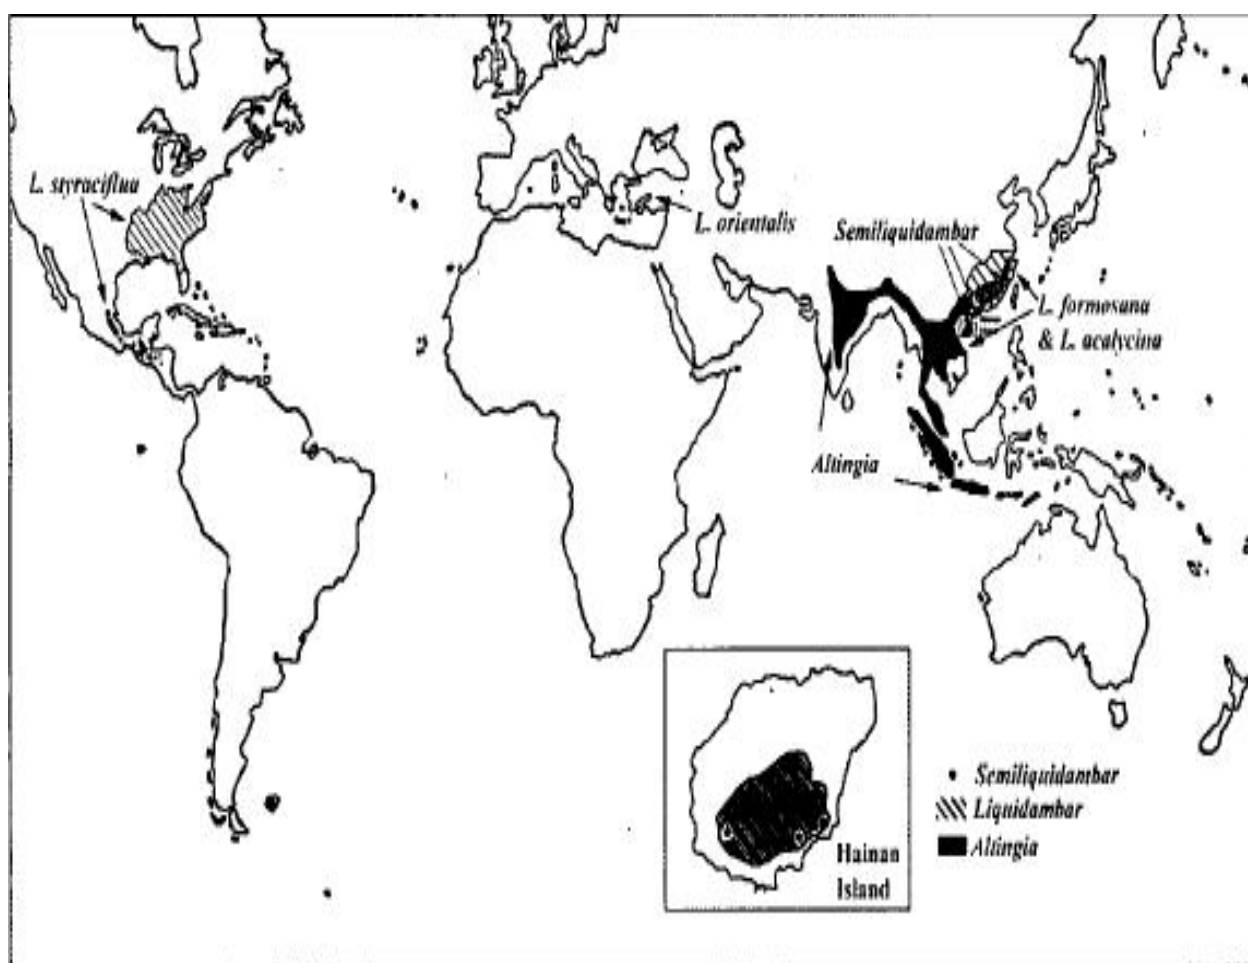 L. styraciflua
L. orientalis
Semiliquidambar
L. formosana
& L. acalycina
Altingia
Hainan
Island
Semiliquidambar
Liquidambar
Altingia